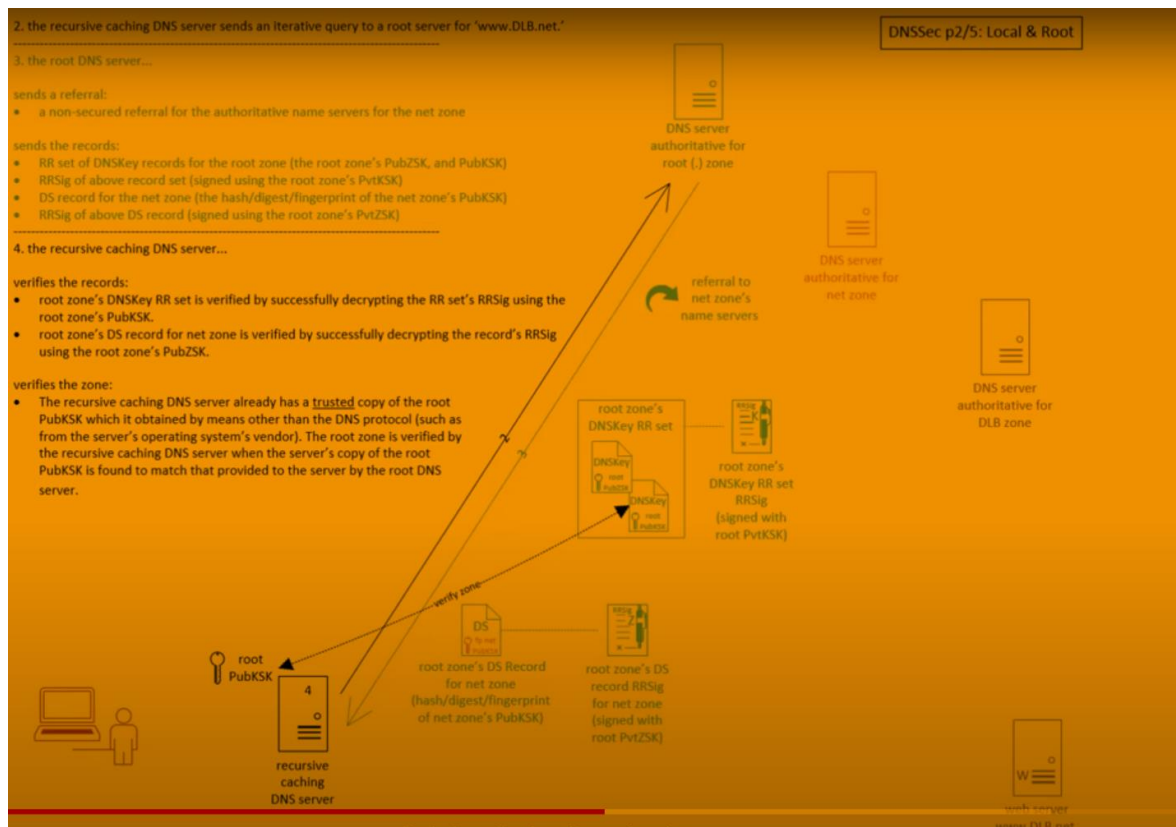 2. the recursive caching DNS server sends an iterative query to a root server for 'www.DLB.net.'
DNSSec p2/5: Local & Root
3. the root DNS server...
sends a referral:
• a non-secured referral for the authoritative name servers for the net zone
sends the records:
• RR set of DNSKey records for the root zone (the root zone's PubZSK, and PubKSK)
• RRSig of above record set (signed using the root zone's PvtKSK)
• DS record for the net zone (the hash/digest/fingerprint of the net zone's PubKSK)
• RRSig of above DS record (signed using the root zone's PvtZSK)
4. the recursive caching DNS server...
verifies the records:
• root zone's DNSKey RR set is verified by successfully decrypting the RR set's RRSig using the
root zone's PubKSK.
• root zone's DS record for net zone is verified by successfully decrypting the record's RRSig
using the root zone's PubZSK.
verifies the zone:
• The recursive caching DNS server already has a trusted copy of the root
PubKSK which it obtained by means other than the DNS protocol (such as
from the server's operating system's vendor). The root zone is verified by
the recursive caching DNS server when the server's copy of the root
PubKSK is found to match that provided to the server by the root DNS
server.
DNS server
authoritative for
root (.) zone
DNS server
authoritative for
net zone
referral to
net zone's
name servers
DNS server
authoritative for
DLB zone
2
3
root zone's
DNSKey RR set
DNSKey
root
PubZSK
DNSKey
root
PubKSK
RRSig
K
root zone's
DNSKey RR set
RRSig
(signed with
root PvtKSK)
verify zone
DS
fp net
PubKSK
root zone's DS Record
for net zone
(hash/digest/fingerprint
of net zone's PubKSK)
RRSig
Z
root zone's DS
record RRSig
for net zone
(signed with
root PvtZSK)
root
PubKSK
4
recursive
caching
DNS server
W
web server
www.DLB.net